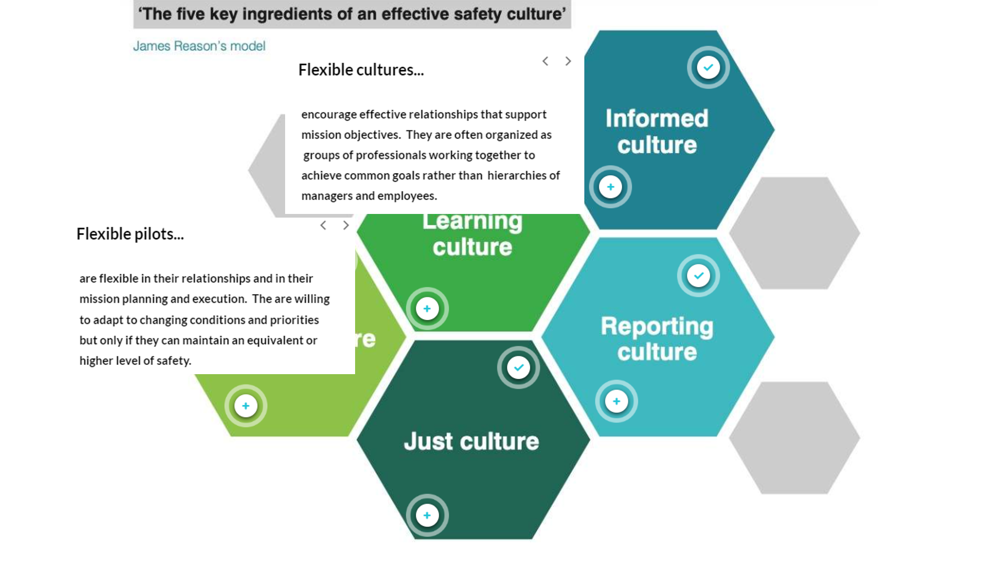 ‘The five key ingredients of an effective safety culture’
James Reason’s model
Flexible cultures...
encourage effective relationships that support
mission objectives. They are often organized as
groups of professionals working together to
achieve common goals rather than hierarchies of
managers and employees.
Informed
culture
Flexible pilots...
are flexible in their relationships and in their
mission planning and execution. The are willing
to adapt to changing conditions and priorities
but only if they can maintain an equivalent or
higher level of safety.
Learning
culture
re
Reporting
culture
Just culture